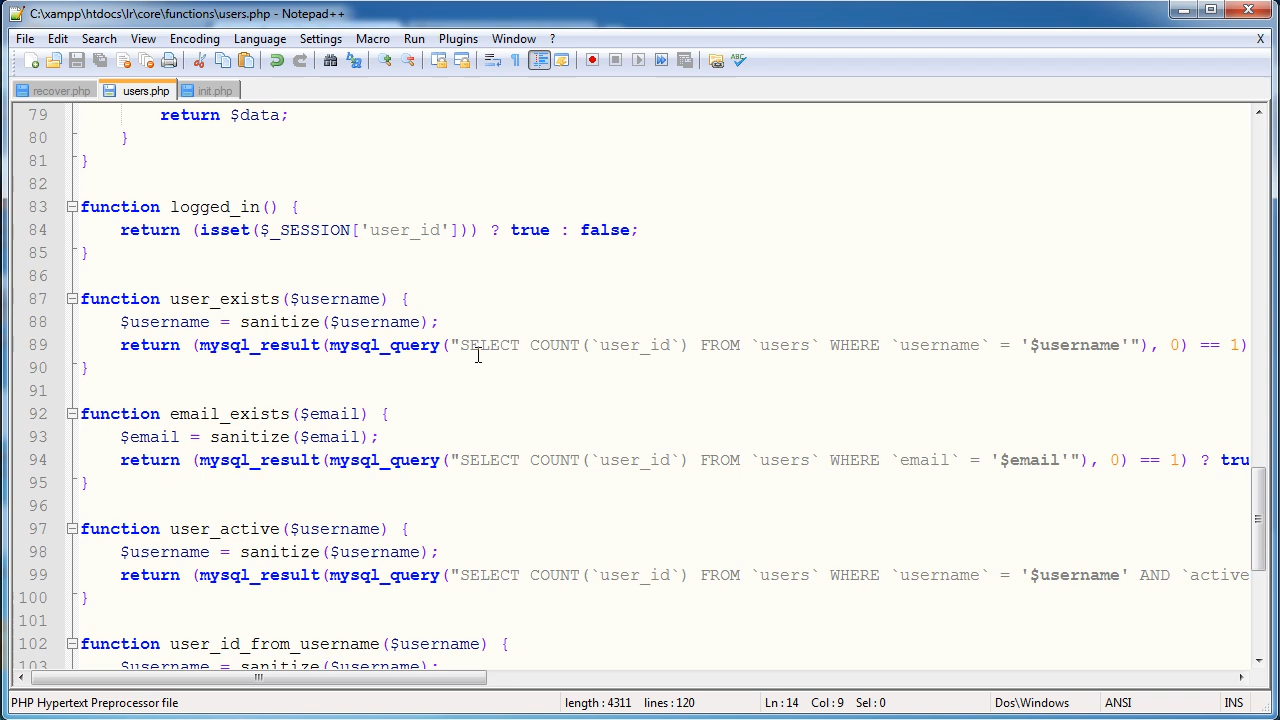 C:\xampp\htdocs\lr\core\functions\users.php - Notepad++
File Edit Search View Encoding Language Settings Macro Run Plugins Window ? X
recover.php users.php init.php
79 return $data;
80 }
81 }
82
83 function logged_in() {
84 return (isset($_SESSION['user_id'])) ? true : false;
85 }
86
87 function user_exists($username) {
88 $username = sanitize($username);
89 return (mysql_result(mysql_query("SELECT COUNT(`user_id`) FROM `users` WHERE `username` = '$username'"), 0) == 1)
90 }
91
92 function email_exists($email) {
93 $email = sanitize($email);
94 return (mysql_result(mysql_query("SELECT COUNT(`user_id`) FROM `users` WHERE `email` = '$email'"), 0) == 1) ? tru
95 }
96
97 function user_active($username) {
98 $username = sanitize($username);
99 return (mysql_result(mysql_query("SELECT COUNT(`user_id`) FROM `users` WHERE `username` = '$username' AND `active
100 }
101
102 function user_id_from_username($username) {
103 $username = sanitize($username);
PHP Hypertext Preprocessor file length : 4311 lines : 120 Ln : 14 Col : 9 Sel : 0 Dos\Windows ANSI INS